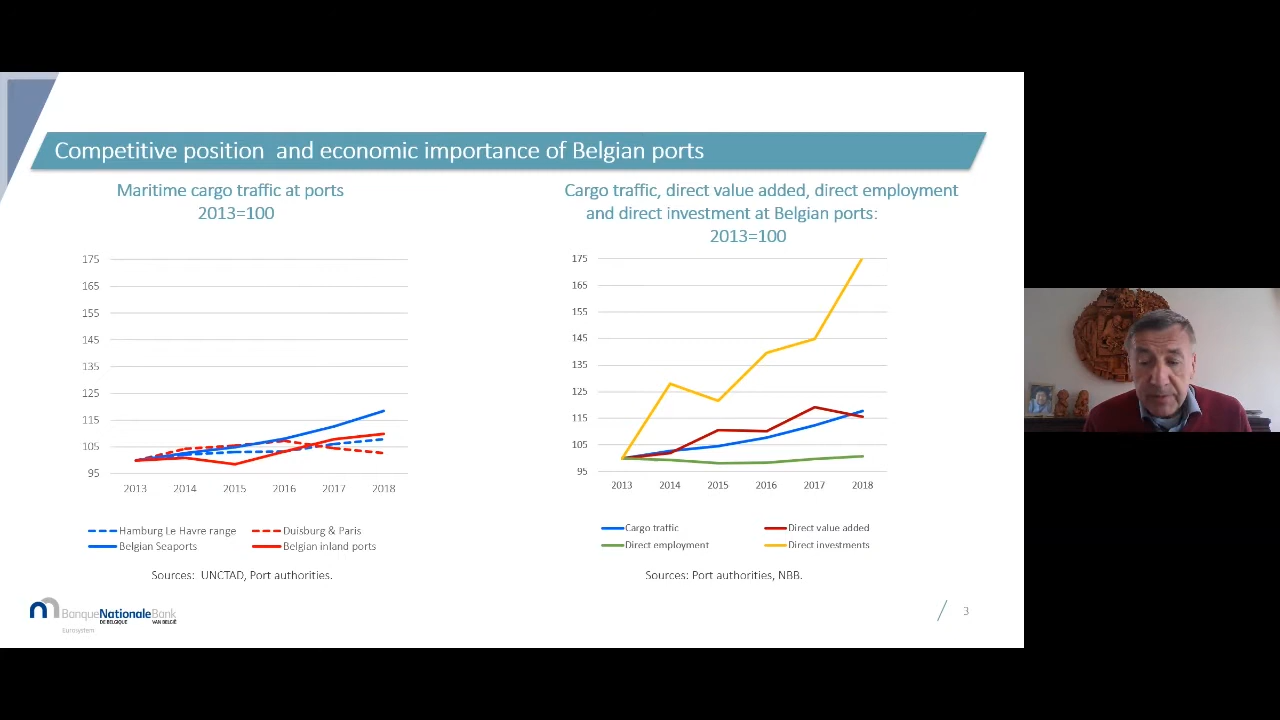 Competitive position and economic importance of Belgian ports
Maritime cargo traffic at ports
2013=100
175
165
155
145
135
125
115
105
95
2013 2014 2015 2016 2017 2018
Hamburg Le Havre range Duisburg & Paris
Belgian Seaports Belgian inland ports
Sources: UNCTAD, Port authorities.
Cargo traffic, direct value added, direct employment
and direct investment at Belgian ports:
2013=100
175
165
155
145
135
125
115
105
95
2013 2014 2015 2016 2017 2018
Cargo traffic Direct value added
Direct employment Direct investments
Sources: Port authorities, NBB.
BanqueNationaleBank
DE BELGIQUE VAN BELGIË
Eurosystem
3